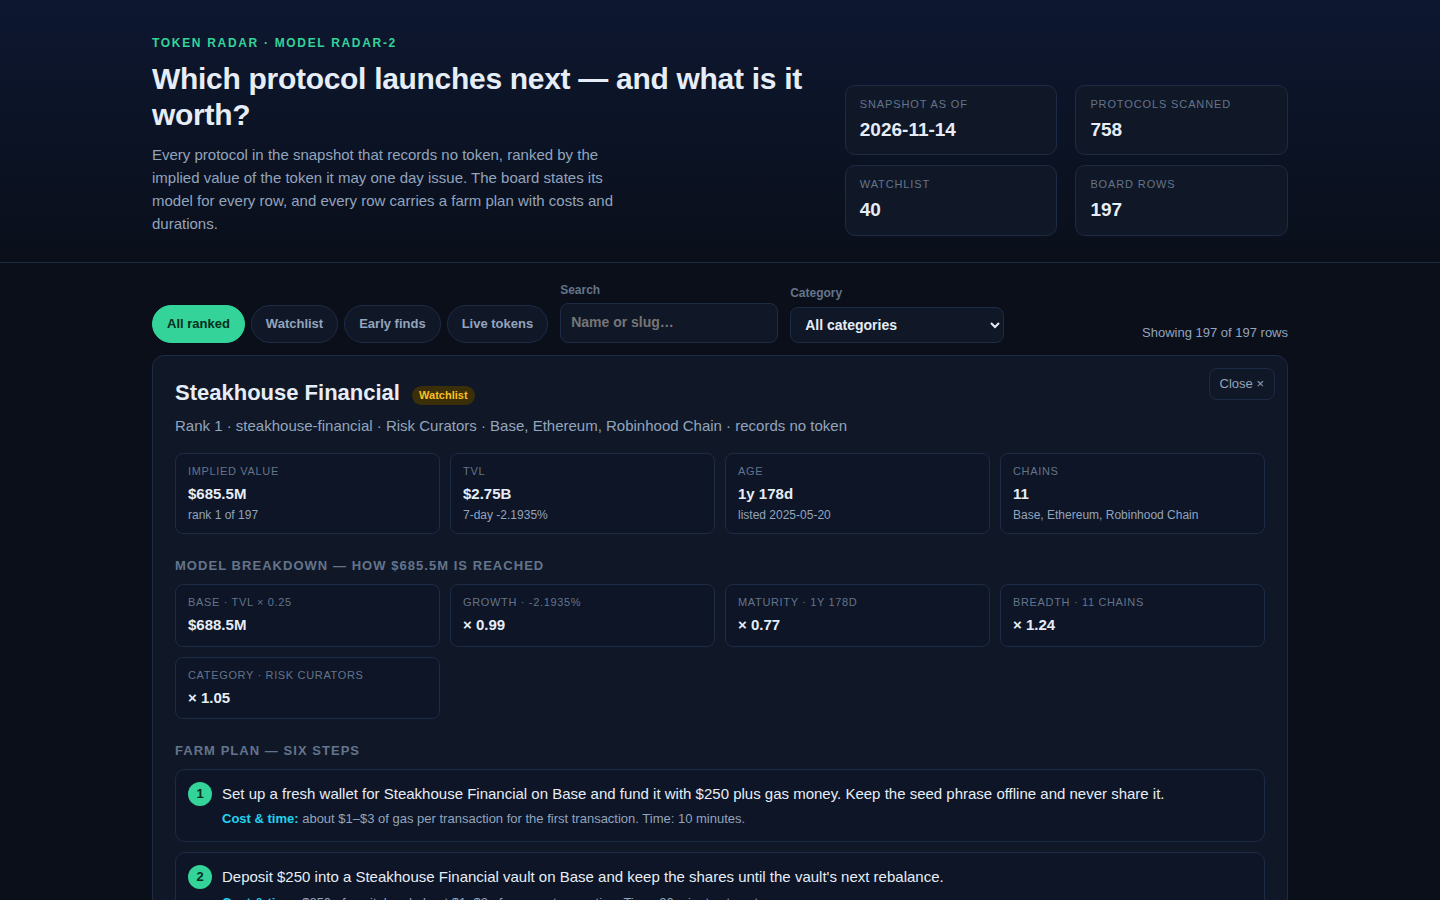 TOKEN RADAR · MODEL RADAR-2
Which protocol launches next — and what is it
worth?
Every protocol in the snapshot that records no token, ranked by the
implied value of the token it may one day issue. The board states its
model for every row, and every row carries a farm plan with costs and
durations.
SNAPSHOT AS OF
2026-11-14
PROTOCOLS SCANNED
758
WATCHLIST
40
BOARD ROWS
197
All ranked
Watchlist
Early finds
Live tokens
Search
Name or slug…
Category
All categories
Showing 197 of 197 rows
Steakhouse Financial Watchlist
Close ×
Rank 1 · steakhouse-financial · Risk Curators · Base, Ethereum, Robinhood Chain · records no token
IMPLIED VALUE
$685.5M
rank 1 of 197
TVL
$2.75B
7-day -2.1935%
AGE
1y 178d
listed 2025-05-20
CHAINS
11
Base, Ethereum, Robinhood Chain
MODEL BREAKDOWN — HOW $685.5M IS REACHED
BASE · TVL × 0.25
$688.5M
GROWTH · -2.1935%
× 0.99
MATURITY · 1Y 178D
× 0.77
BREADTH · 11 CHAINS
× 1.24
CATEGORY · RISK CURATORS
× 1.05
FARM PLAN — SIX STEPS
1
Set up a fresh wallet for Steakhouse Financial on Base and fund it with $250 plus gas money. Keep the seed phrase offline and never share it.
Cost & time: about $1–$3 of gas per transaction for the first transaction. Time: 10 minutes.
2
Deposit $250 into a Steakhouse Financial vault on Base and keep the shares until the vault's next rebalance.